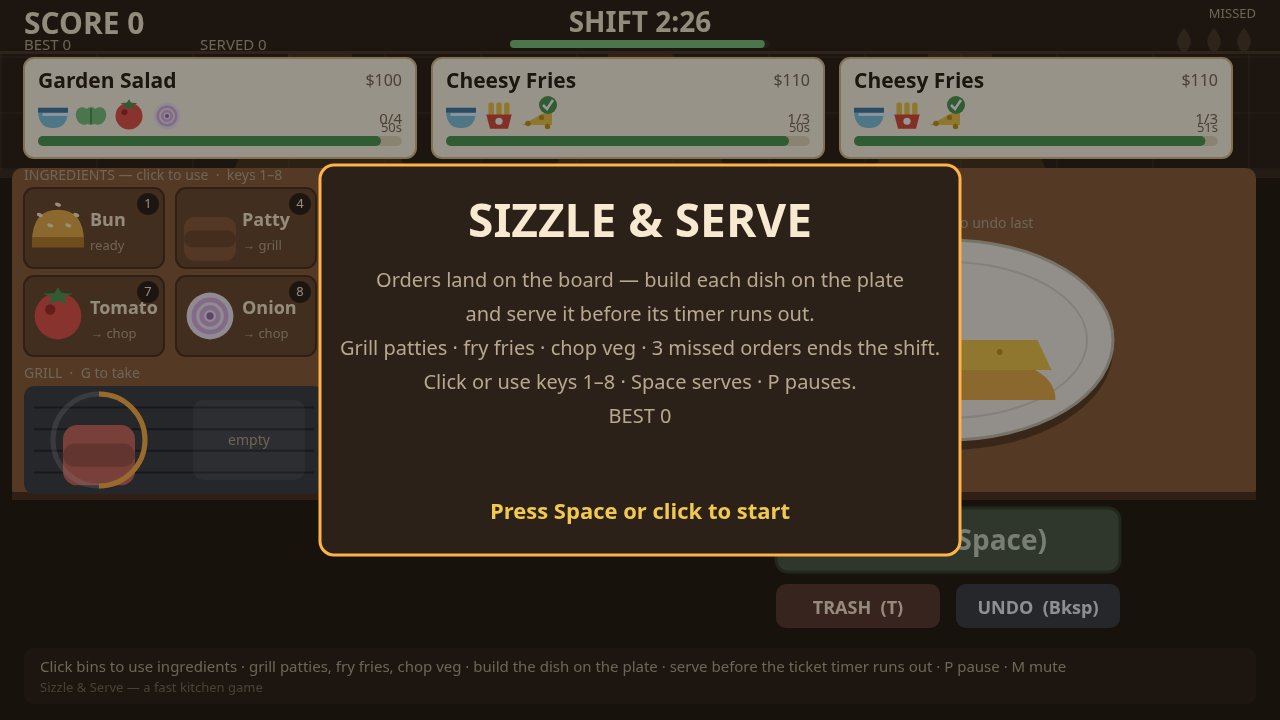 SCORE 0
BEST 0
SERVED 0
SHIFT 2:26
MISSED
Garden Salad
$100
0/4
50s
Cheesy Fries
$110
1/3
50s
Cheesy Fries
$110
1/3
51s
INGREDIENTS — click to use · keys 1–8
Bun
1
ready
Patty
4
→ grill
Tomato
7
→ chop
Onion
8
→ chop
GRILL · G to take
empty
o undo last
SIZZLE & SERVE
Orders land on the board — build each dish on the plate
and serve it before its timer runs out.
Grill patties · fry fries · chop veg · 3 missed orders ends the shift.
Click or use keys 1–8 · Space serves · P pauses.
BEST 0
Press Space or click to start
Space)
TRASH (T)
UNDO (Bksp)
Click bins to use ingredients · grill patties, fry fries, chop veg · build the dish on the plate · serve before the ticket timer runs out · P pause · M mute
Sizzle & Serve — a fast kitchen game